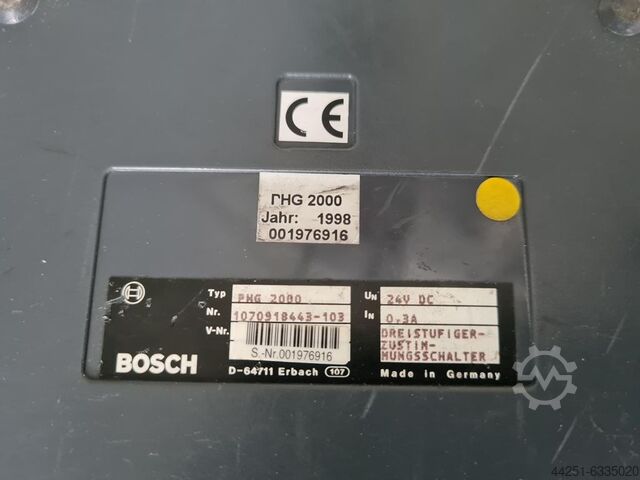 CE
PHG 2000
Jahr: 1998
001976916
Typ PHG 2000
Nr. 1070918443-103
V-Nr.
S.-Nr.001976916
BOSCH
D-64711 Erbach 107
UN 24V DC
IN 0,3A
DREISTUFIGER-
ZUSTIM-
MUNGSSCHALTER
Made in Germany
44251-6335020